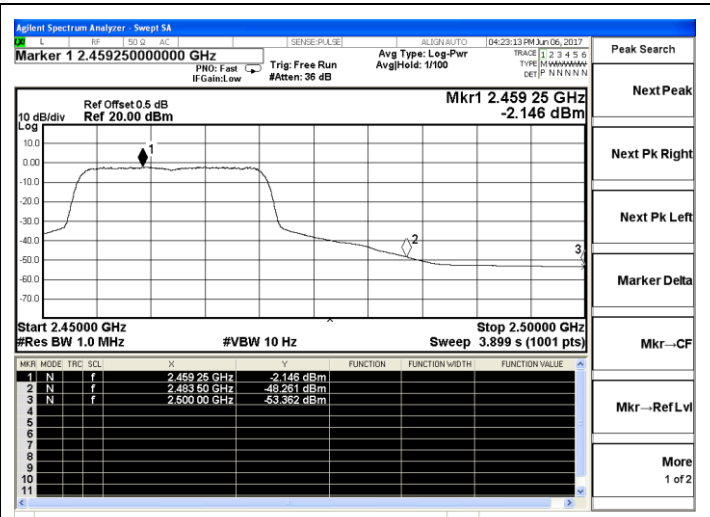 Agilent Spectrum Analyzer - Swept SA
L RF 50 Ω AC SENSE:PULSE ALIGNAUTO 04:23:13 PM Jun 06, 2017
Marker 1 2.459250000000 GHz
PNO: Fast
IFGain:Low
Trig: Free Run
#Atten: 36 dB
Avg Type: Log-Pwr
Avg|Hold: 1/100
TRACE 1 2 3 4 5 6
TYPE M
DET P N N N N N
Peak Search
Next Peak
Next Pk Right
Next Pk Left
Marker Delta
Mkr→CF
Mkr→Ref Lvl
More
1 of 2
Ref Offset 0.5 dB
10 dB/div Ref 20.00 dBm
Log
Mkr1 2.459 25 GHz
-2.146 dBm
10.0
0.00
-10.0
-20.0
-30.0
-40.0
-50.0
-60.0
-70.0
1
2
3
Start 2.45000 GHz Stop 2.50000 GHz
#Res BW 1.0 MHz #VBW 10 Hz Sweep 3.899 s (1001 pts)
MKR MODE TRC SCL X Y FUNCTION FUNCTION WIDTH FUNCTION VALUE
1 N f 2.459 25 GHz -2.146 dBm
2 N f 2.483 50 GHz -48.261 dBm
3 N f 2.500 00 GHz -53.362 dBm
4
5
6
7
8
9
10
11